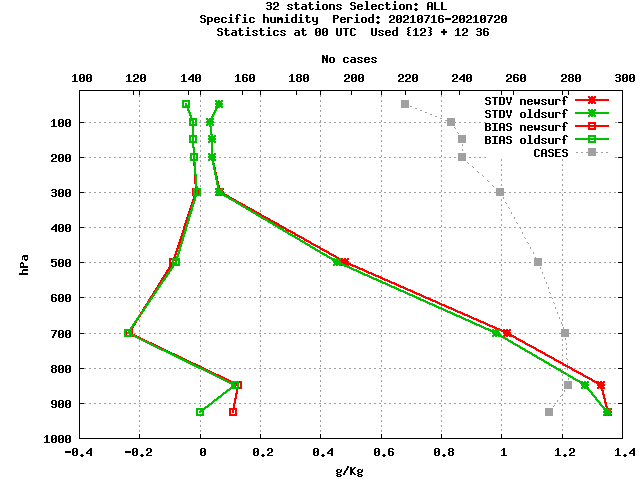 32 stations Selection: ALL
Specific humidity  Period: 20210716-20210720
Statistics at 00 UTC  Used {12} + 12 36
No cases
100 120 140 160 180 200 220 240 260 280 300
STDV newsurf
STDV oldsurf
BIAS newsurf
BIAS oldsurf
CASES
100
200
300
400
500
600
700
800
900
1000
hPa
-0.4 -0.2 0 0.2 0.4 0.6 0.8 1 1.2 1.4
g/Kg